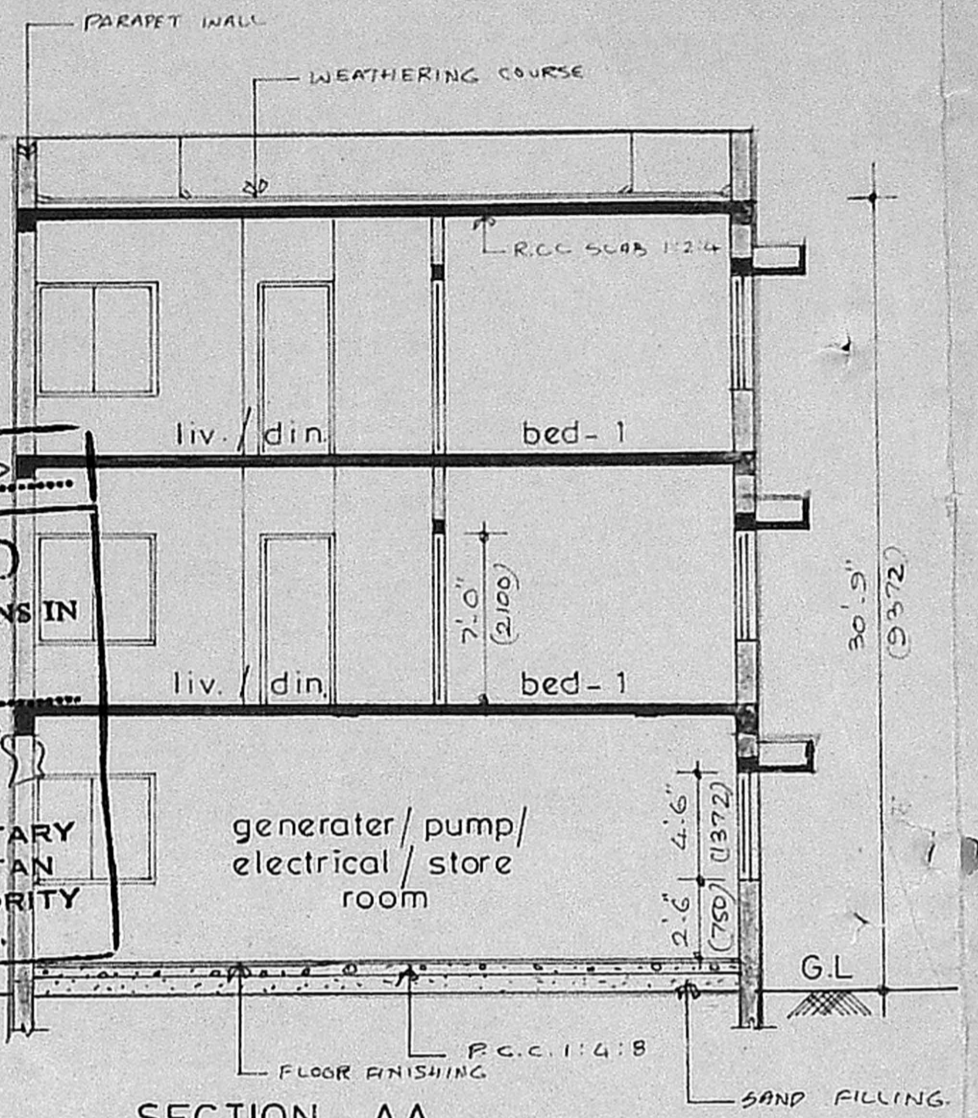 PARAPET WALL
WEATHERING COURSE
R.C.C SLAB 1:2:4
liv. / din.
bed-1
NS IN
7'-0"
(2100)
30'-9"
(9372)
liv. / din.
bed-1
TARY
TAN
ORITY
generater / pump /
electrical / store
room
4'-6"
(1372)
2'-6"
(750)
G.L
P.C.C. 1:4:8
FLOOR FINISHING
SAND FILLING.
SECTION AA